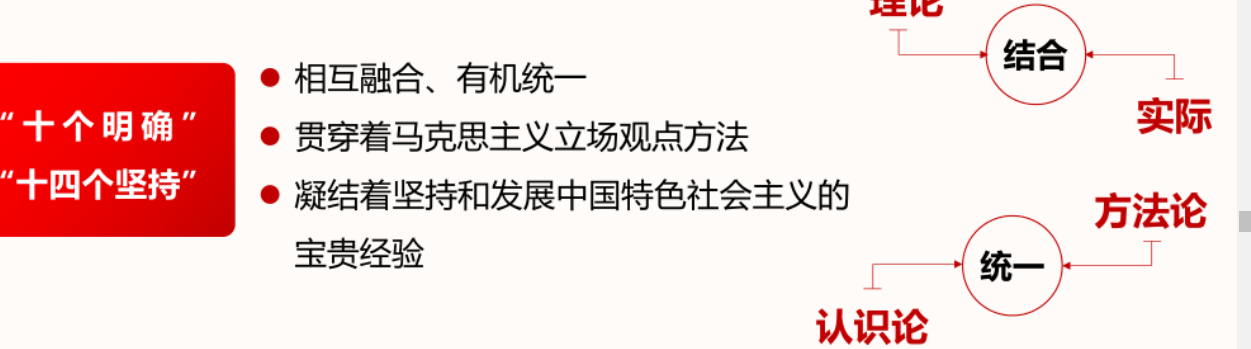 “十个明确”
“十四个坚持”
相互融合、有机统一
贯穿着马克思主义立场观点方法
凝结着坚持和发展中国特色社会主义的
宝贵经验
理论
结合
实际
方法论
统一
认识论